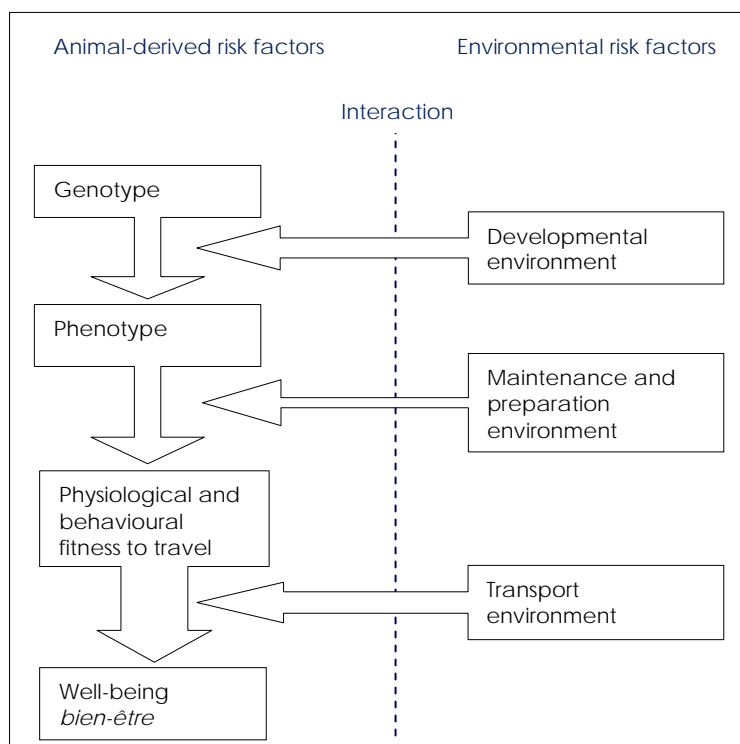 Animal-derived risk factors
Environmental risk factors
Interaction
Genotype
Developmental
environment
Phenotype
Maintenance and
preparation
environment
Physiological and
behavioural
fitness to travel
Transport
environment
Well-being
bien-être